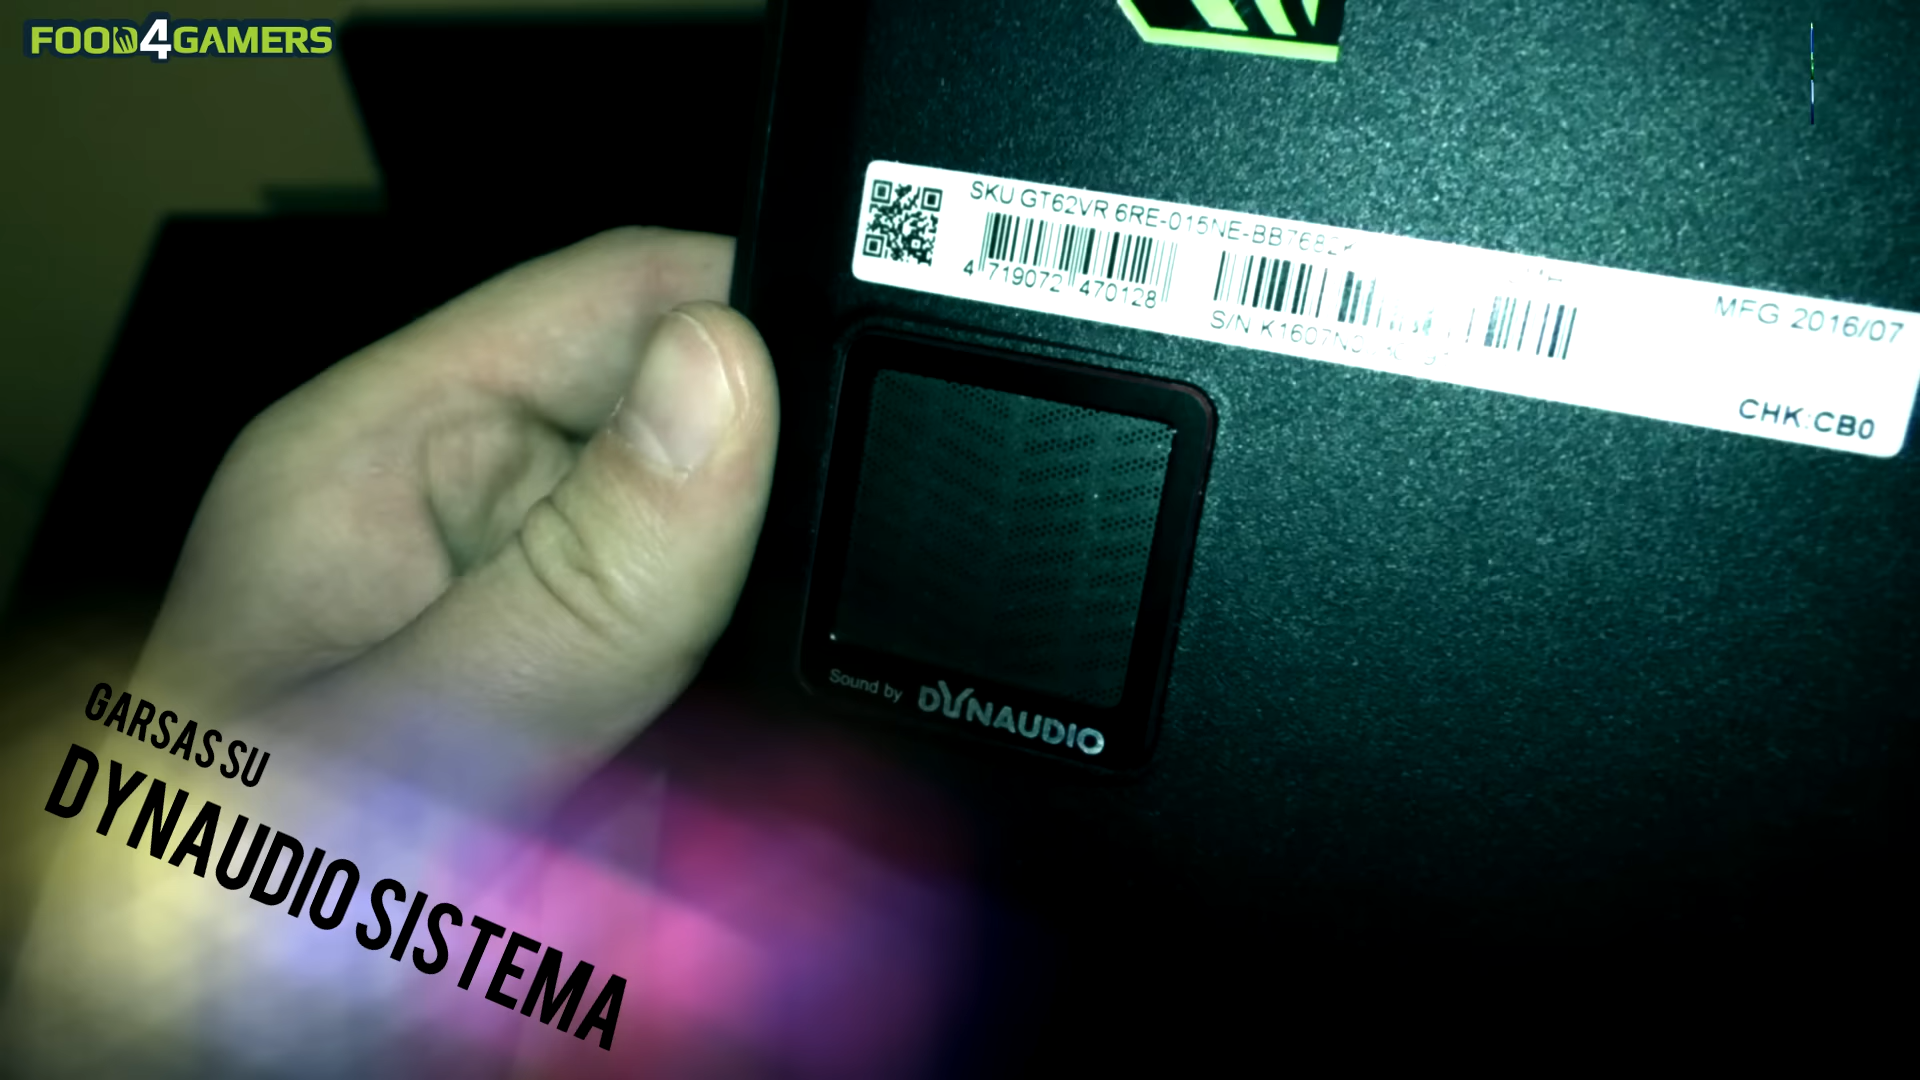 FOOD4GAMERS
SKU GT62VR 6RE-015NE-BB7682K
4 719072 470128
MFG 2016/07
CHK:CB0
Sound by DYNAUDIO
GARSAS SU
DYNAUDIO SISTEMA